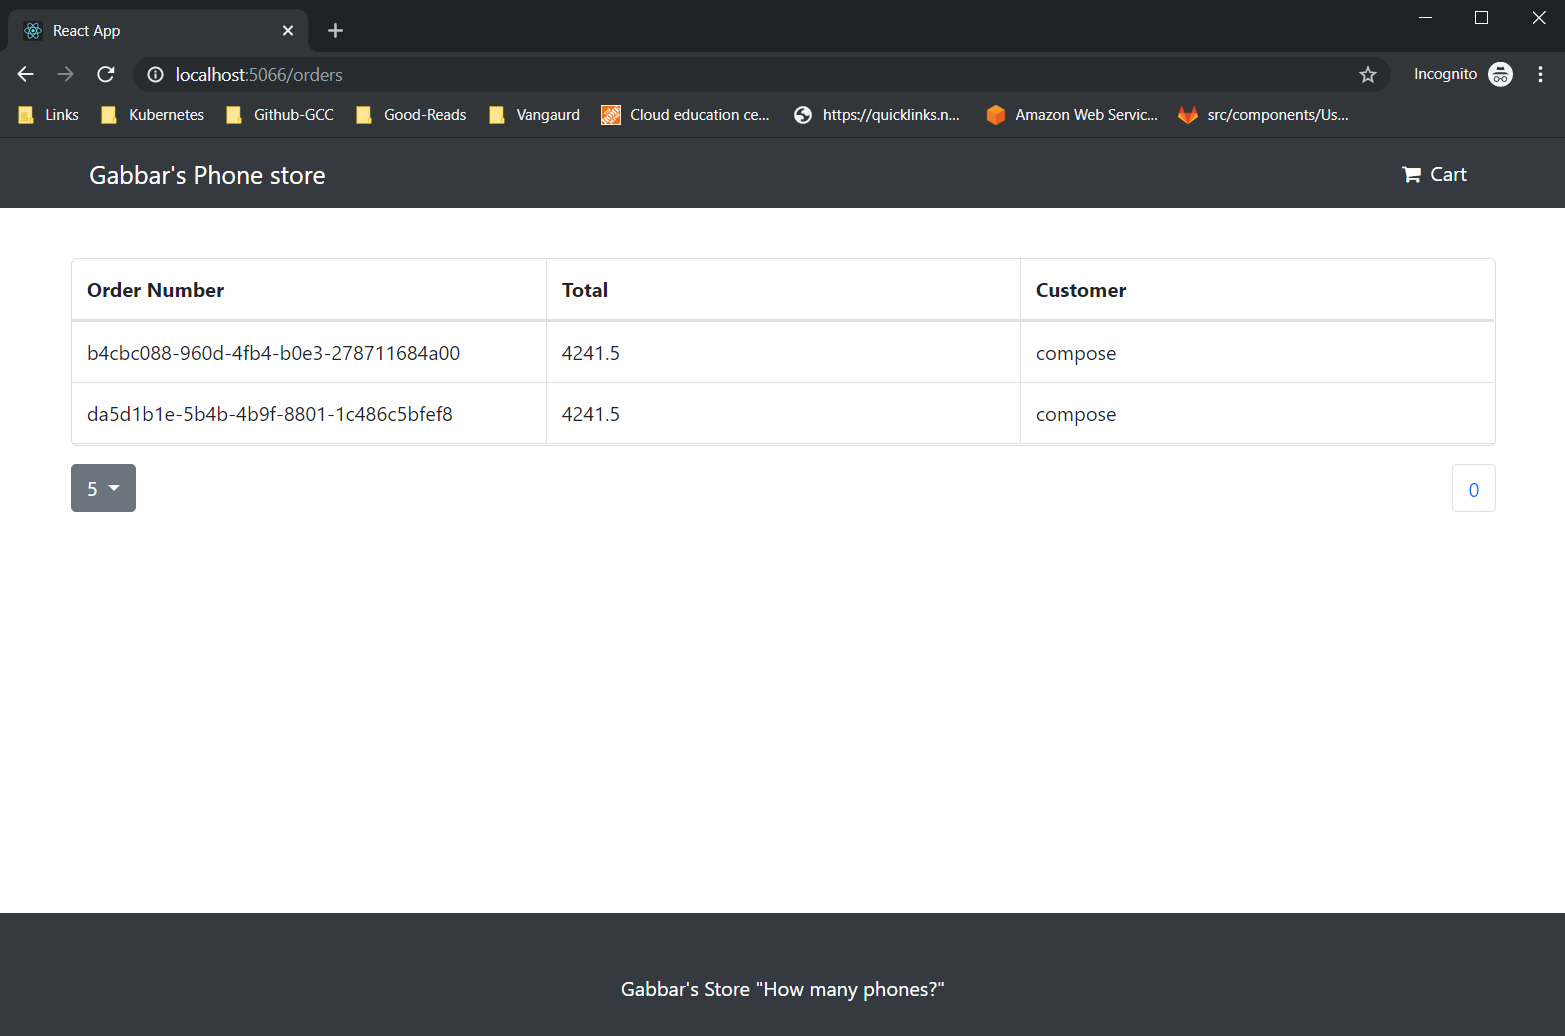 React App
localhost:5066/orders
Incognito
Links Kubernetes Github-GCC Good-Reads Vangaurd Cloud education ce... https://quicklinks.n... Amazon Web Servic... src/components/Us...
Gabbar's Phone store Cart
Order Number Total Customer
b4cbc088-960d-4fb4-b0e3-278711684a00 4241.5 compose
da5d1b1e-5b4b-4b9f-8801-1c486c5bfef8 4241.5 compose
5 0
Gabbar's Store "How many phones?"